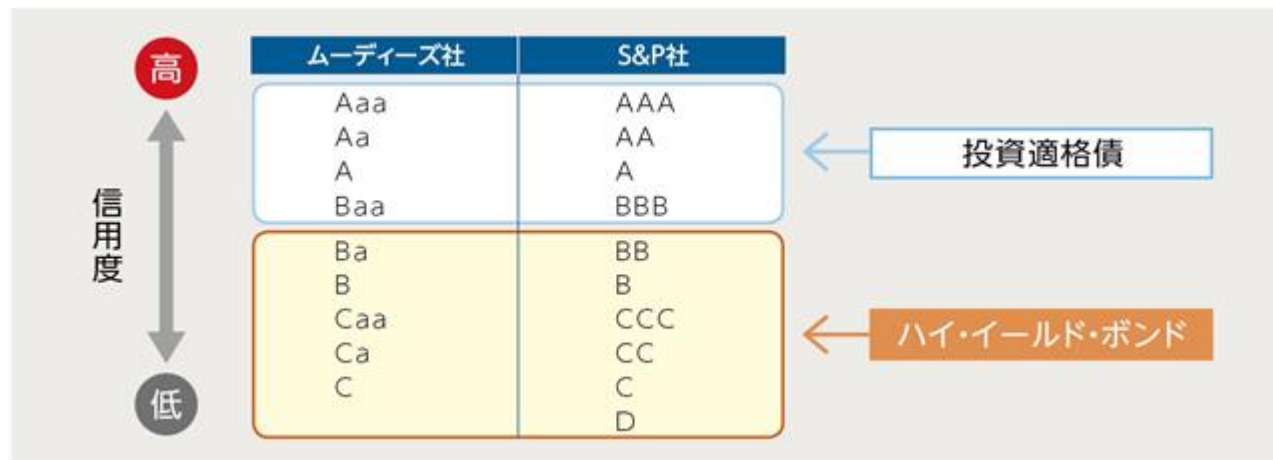 高
信用度
低
ムーディーズ社 S&P社
Aaa AAA
Aa AA
A A
Baa BBB
投資適格債
Ba BB
B B
Caa CCC
Ca CC
C C
D
ハイ・イールド・ボンド